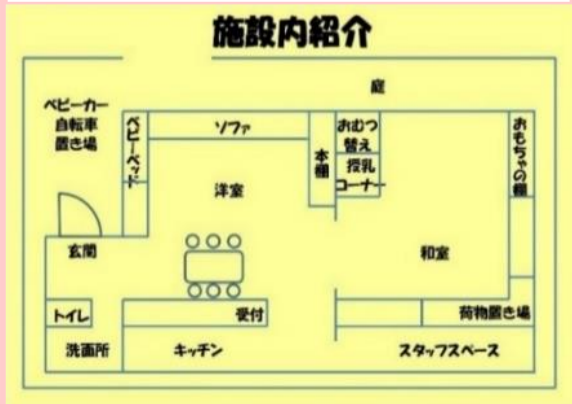 施設内紹介
庭
ベビーカー
自転車
置き場
ベビーベッド
ソファ
本棚
おむつ
替え
授乳
コーナー
おもちゃの棚
洋室
玄関
和室
トイレ
受付
荷物置き場
洗面所
キッチン
スタッフスペース